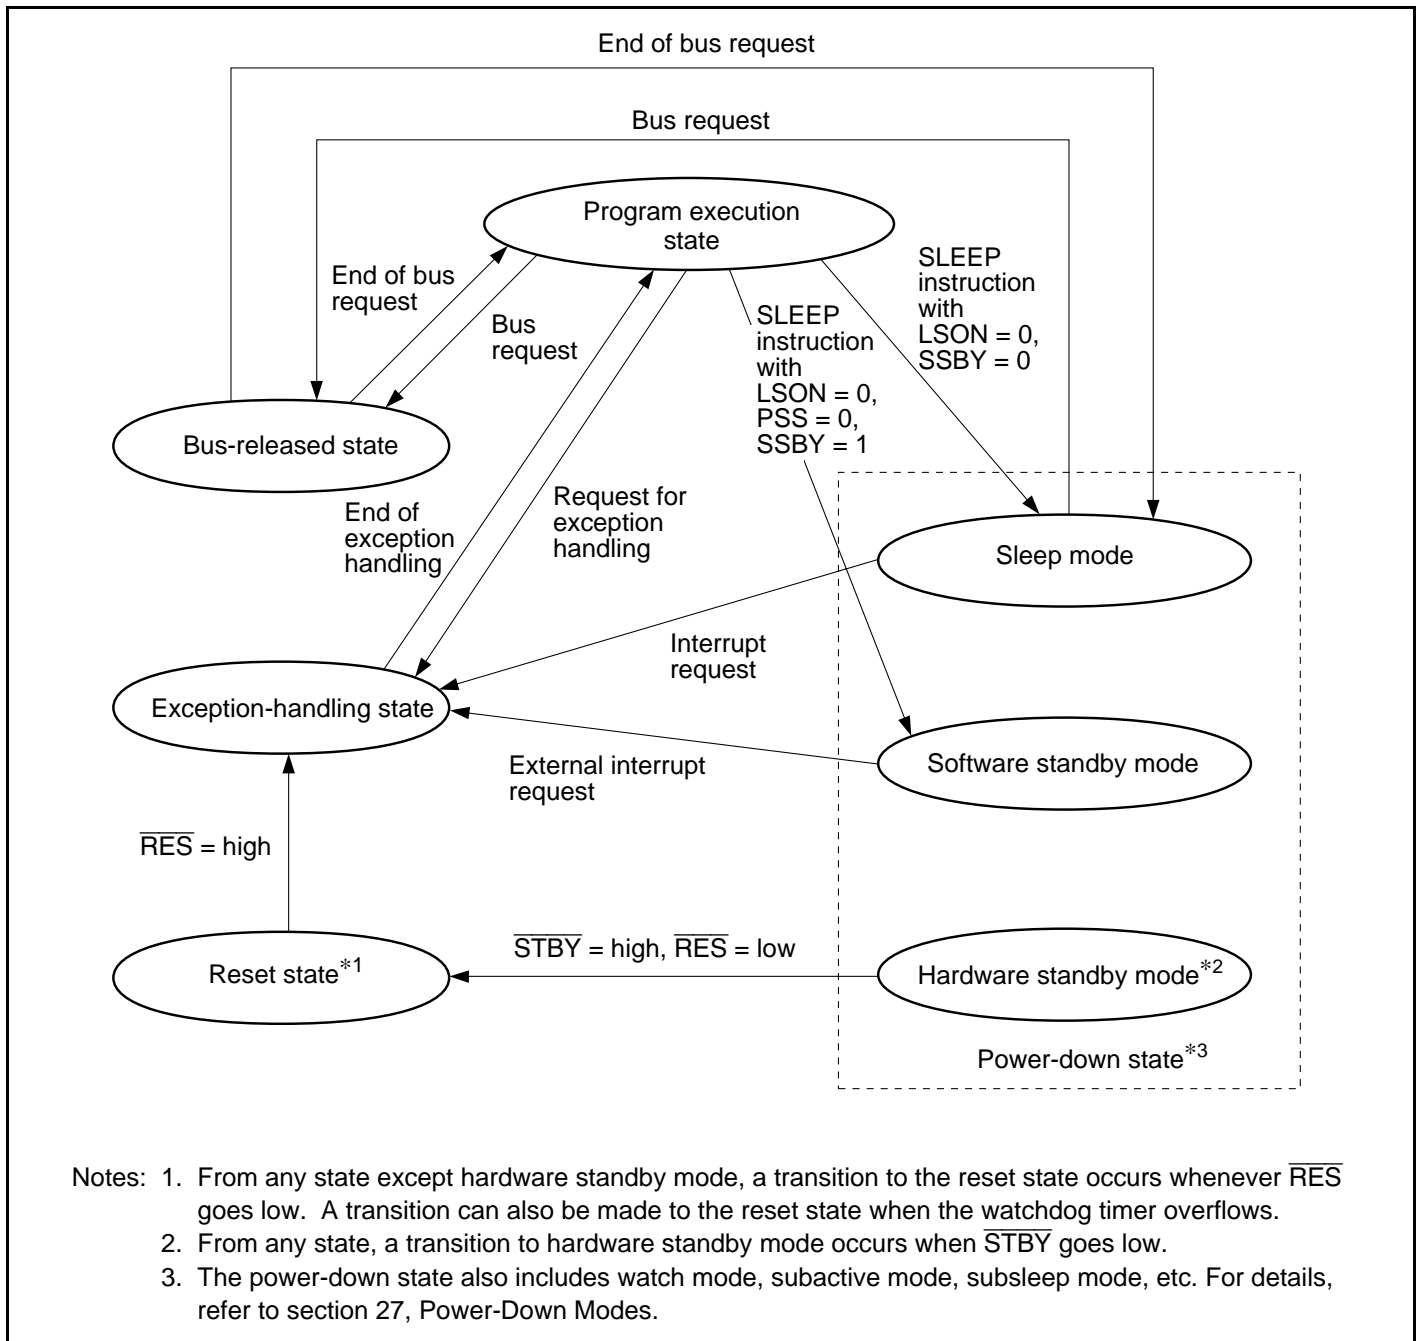 End of bus request
Bus request
Program execution
state
End of bus
request
Bus
request
SLEEP
instruction
with
LSON = 0,
PSS = 0,
SSBY = 1
SLEEP
instruction
with
LSON = 0,
SSBY = 0
Bus-released state
End of
exception
handling
Request for
exception
handling
Sleep mode
Interrupt
request
Exception-handling state
External interrupt
request
Software standby mode
R̅E̅S̅ = high
S̅T̅B̅Y̅ = high, R̅E̅S̅ = low
Reset state*1
Hardware standby mode*2
Power-down state*3
Notes: 1. From any state except hardware standby mode, a transition to the reset state occurs whenever R̅E̅S̅
goes low. A transition can also be made to the reset state when the watchdog timer overflows.
2. From any state, a transition to hardware standby mode occurs when S̅T̅B̅Y̅ goes low.
3. The power-down state also includes watch mode, subactive mode, subsleep mode, etc. For details,
refer to section 27, Power-Down Modes.